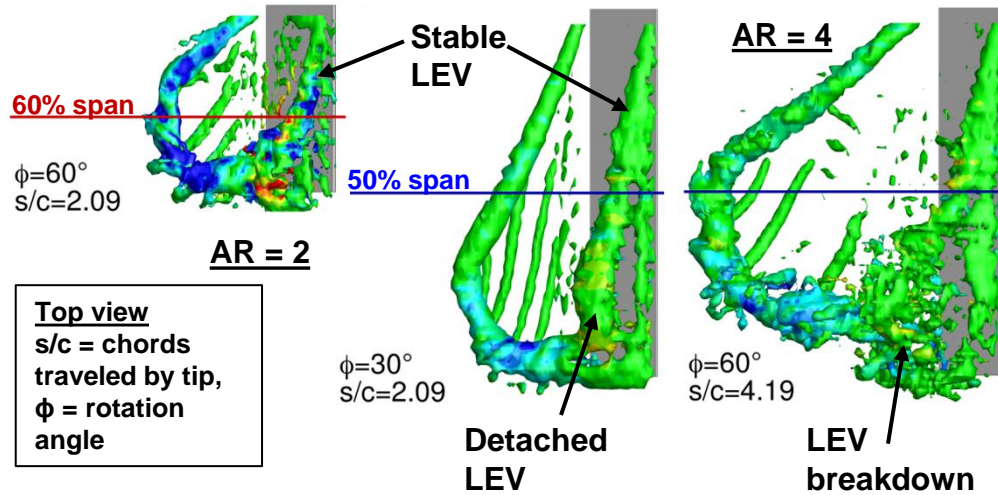 Stable
LEV
AR = 4
60% span
ϕ=60°
s/c=2.09
50% span
AR = 2
Top view
s/c = chords
traveled by tip,
ϕ = rotation
angle
ϕ=30°
s/c=2.09
ϕ=60°
s/c=4.19
Detached
LEV
LEV
breakdown